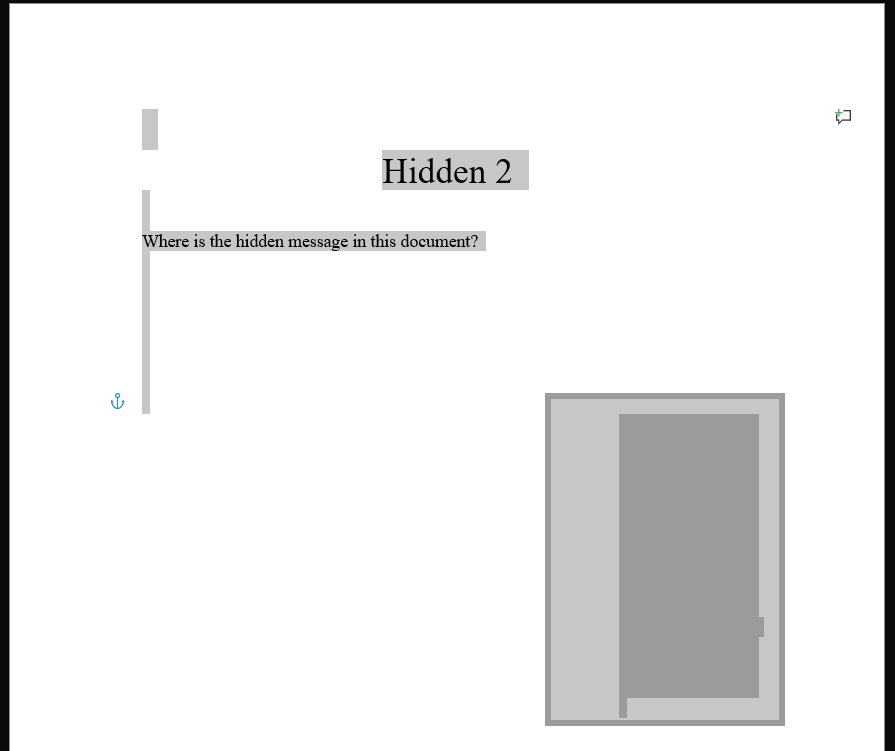 Hidden 2
Where is the hidden message in this document?